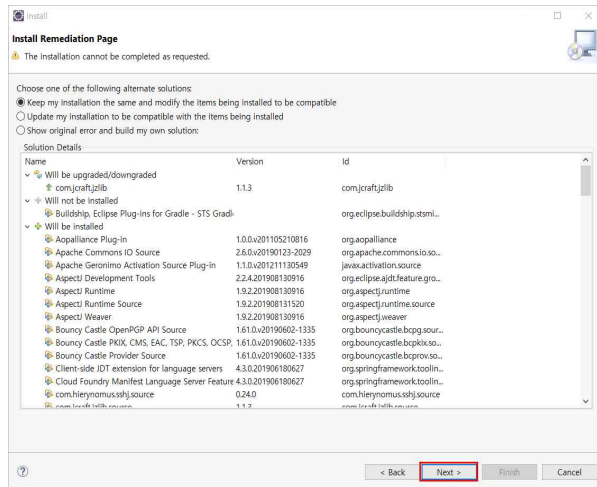 Install
Install Remediation Page
The installation cannot be completed as requested.
Choose one of the following alternate solutions:
Keep my installation the same and modify the items being installed to be compatible
Update my installation to be compatible with the items being installed
Show original error and build my own solution:
Solution Details
Name Version Id
Will be upgraded/downgraded
com.jcraft.jzlib 1.1.3 com.jcraft.jzlib
Will not be installed
Buildship, Eclipse Plug-ins for Gradle - STS Gradl org.eclipse.buildship.stsmi...
Will be installed
Aopalliance Plug-in 1.0.0.v201105210816 org.aopalliance
Apache Commons IO Source 2.6.0.v20190123-2029 org.apache.commons.io.so...
Apache Geronimo Activation Source Plug-in 1.1.0.v201211130549 javax.activation.source
AspectJ Development Tools 2.2.4.201908130916 org.eclipse.ajdt.feature.gro...
AspectJ Runtime 1.9.2.201908130916 org.aspectj.runtime
AspectJ Runtime Source 1.9.2.201908131520 org.aspectj.runtime.source
AspectJ Weaver 1.9.2.201908130916 org.aspectj.weaver
Bouncy Castle OpenPGP API Source 1.61.0.v20190602-1335 org.bouncycastle.bcpg.sour...
Bouncy Castle PKIX, CMS, EAC, TSP, PKCS, OCSP, 1.61.0.v20190602-1335 org.bouncycastle.bcpkix.so...
Bouncy Castle Provider Source 1.61.0.v20190602-1335 org.bouncycastle.bcprov.so...
Client-side JDT extension for language servers 4.3.0.201906180627 org.springframework.toolin...
Cloud Foundry Manifest Language Server Feature 4.3.0.201906180627 org.springframework.toolin...
com.hierynomus.sshj.source 0.24.0 com.hierynomus.sshj.source
com.jcraft.jzlib.source 1.1.3 com.jcraft.jzlib.source
< Back Next > Finish Cancel